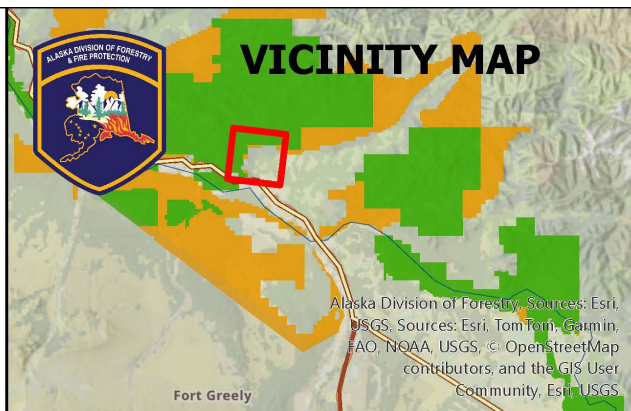 VICINITY MAP
ALASKA DIVISION OF FORESTRY
& FIRE PROTECTION
Alaska Division of Forestry, Sources: Esri,
USGS, Sources: Esri, TomTom, Garmin,
FAO, NOAA, USGS, © OpenStreetMap
contributors, and the GIS User
Community, Esri, USGS
Fort Greely